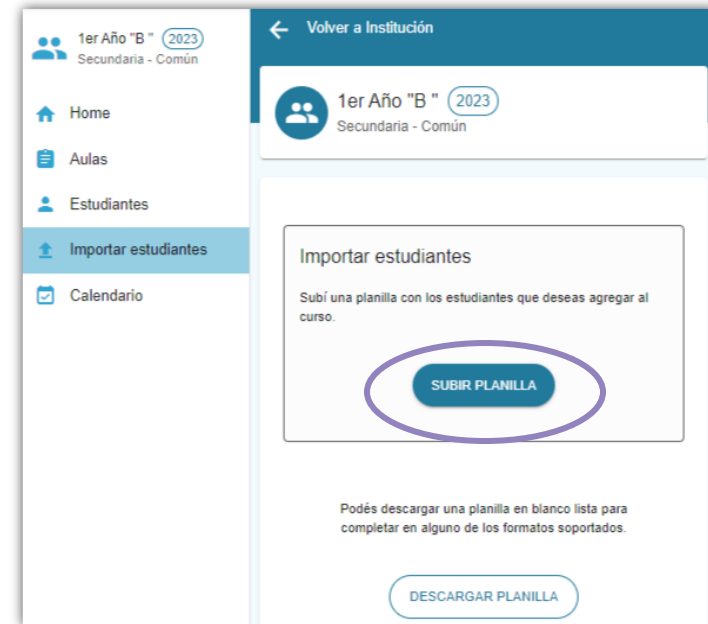 1er Año "B " 2023
Secundaria - Común
Home
Aulas
Estudiantes
Importar estudiantes
Calendario
Volver a Institución
1er Año "B " 2023
Secundaria - Común
Importar estudiantes
Subí una planilla con los estudiantes que deseas agregar al
curso.
SUBIR PLANILLA
Podés descargar una planilla en blanco lista para
completar en alguno de los formatos soportados.
DESCARGAR PLANILLA